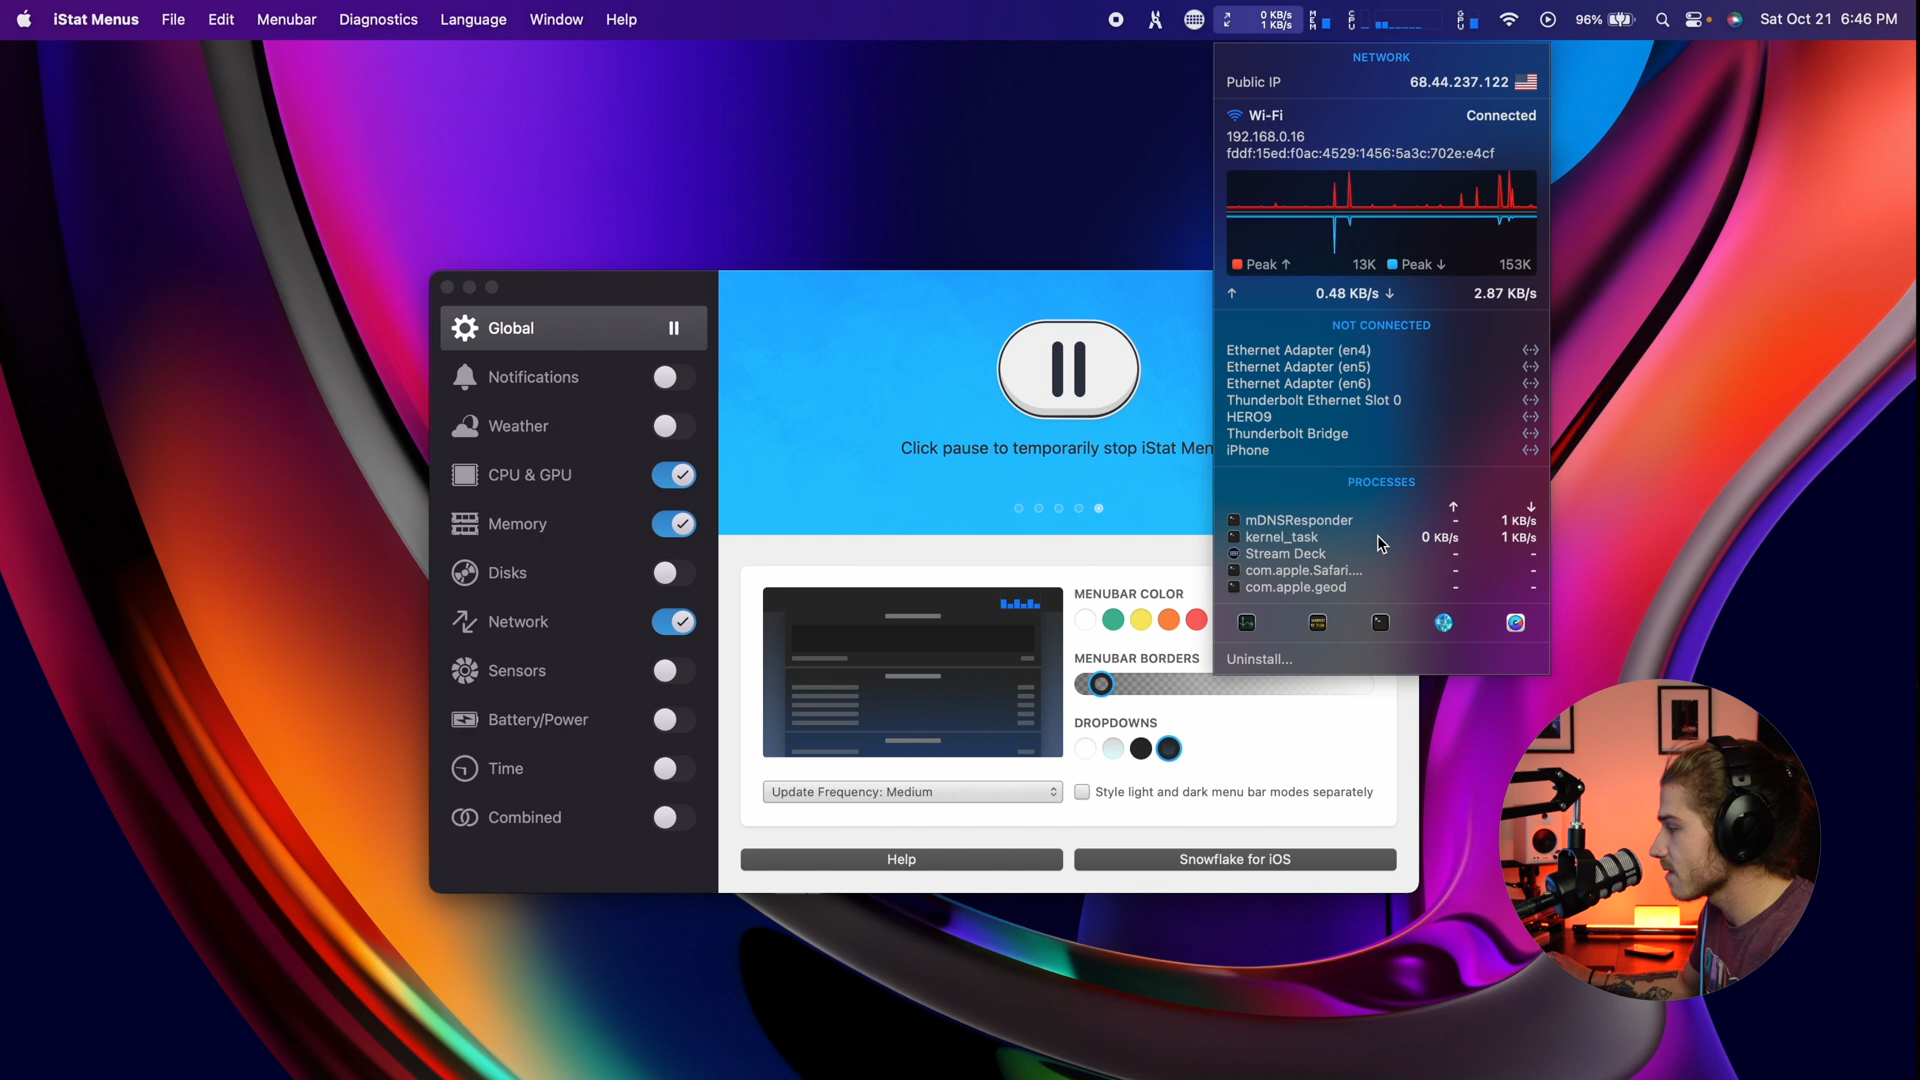 iStat Menus File Edit Menubar Diagnostics Language Window Help
0 KB/s
1 KB/s
MEM
CPU
GPU
96%
Sat Oct 21 6:46 PM
NETWORK
Public IP 68.44.237.122
Wi-Fi Connected
192.168.0.16
fddf:15ed:f0ac:4529:1456:5a3c:702e:e4cf
Peak ↑ 13K Peak ↓ 153K
↑ 0.48 KB/s ↓ 2.87 KB/s
NOT CONNECTED
Ethernet Adapter (en4)
Ethernet Adapter (en5)
Ethernet Adapter (en6)
Thunderbolt Ethernet Slot 0
HERO9
Thunderbolt Bridge
iPhone
PROCESSES
↑ ↓
mDNSResponder - 1 KB/s
kernel_task 0 KB/s 1 KB/s
Stream Deck - -
com.apple.Safari.... - -
com.apple.geod - -
Uninstall...
Global
Notifications
Weather
CPU & GPU
Memory
Disks
Network
Sensors
Battery/Power
Time
Combined
Click pause to temporarily stop iStat Men
MENUBAR COLOR
MENUBAR BORDERS
DROPDOWNS
Update Frequency: Medium
Style light and dark menu bar modes separately
Help
Snowflake for iOS